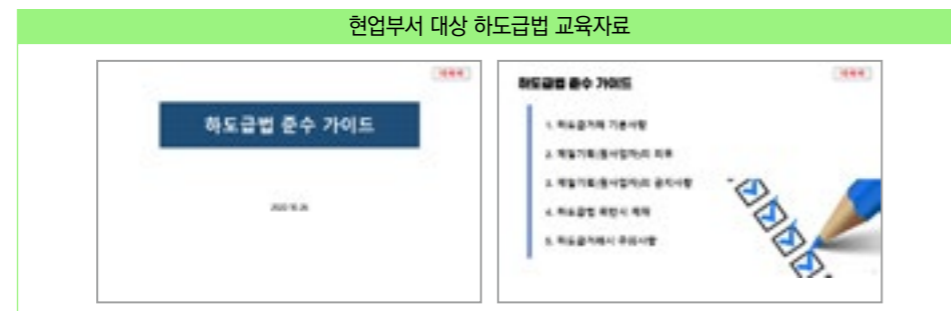 현업부서 대상 하도급법 교육자료
하도급법 준수 가이드
하도급법 준수 가이드
1. 하도급거래 기본사항
2. 제일기획(원사업자)의 의무
3. 제일기획(원사업자)의 금지사항
4. 하도급법 위반시 제재
5. 하도급거래시 주의사항